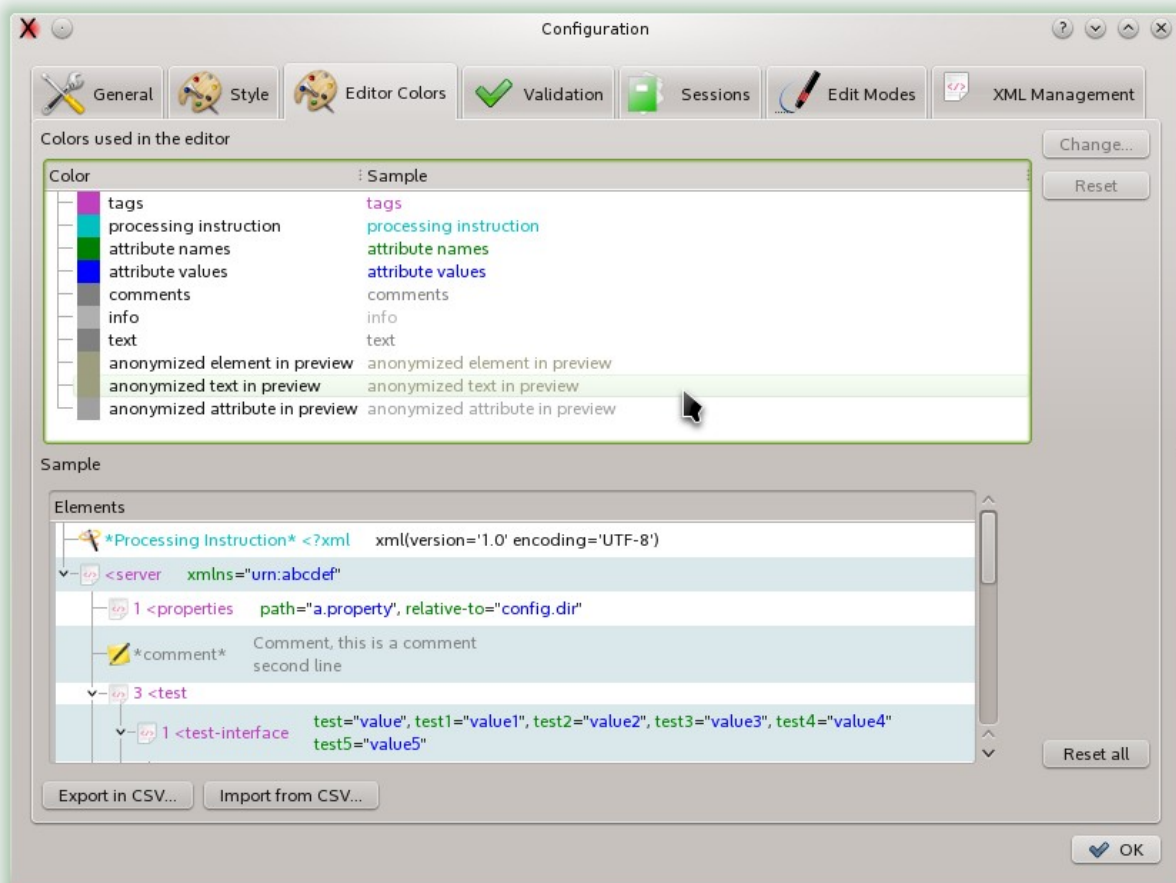 Configuration
General Style Editor Colors Validation Sessions Edit Modes XML Management
Colors used in the editor
Change...
Color Sample
Reset
tags tags
processing instruction processing instruction
attribute names attribute names
attribute values attribute values
comments comments
info info
text text
anonymized element in preview anonymized element in preview
anonymized text in preview anonymized text in preview
anonymized attribute in preview anonymized attribute in preview
Sample
Elements
*Processing Instruction* <?xml xml(version='1.0' encoding='UTF-8')
<server xmlns="urn:abcdef"
1 <properties path="a.property", relative-to="config.dir"
Comment, this is a comment
*comment*
second line
3 <test
test="value", test1="value1", test2="value2", test3="value3", test4="value4"
1 <test-interface
test5="value5"
Reset all
Export in CSV... Import from CSV...
OK